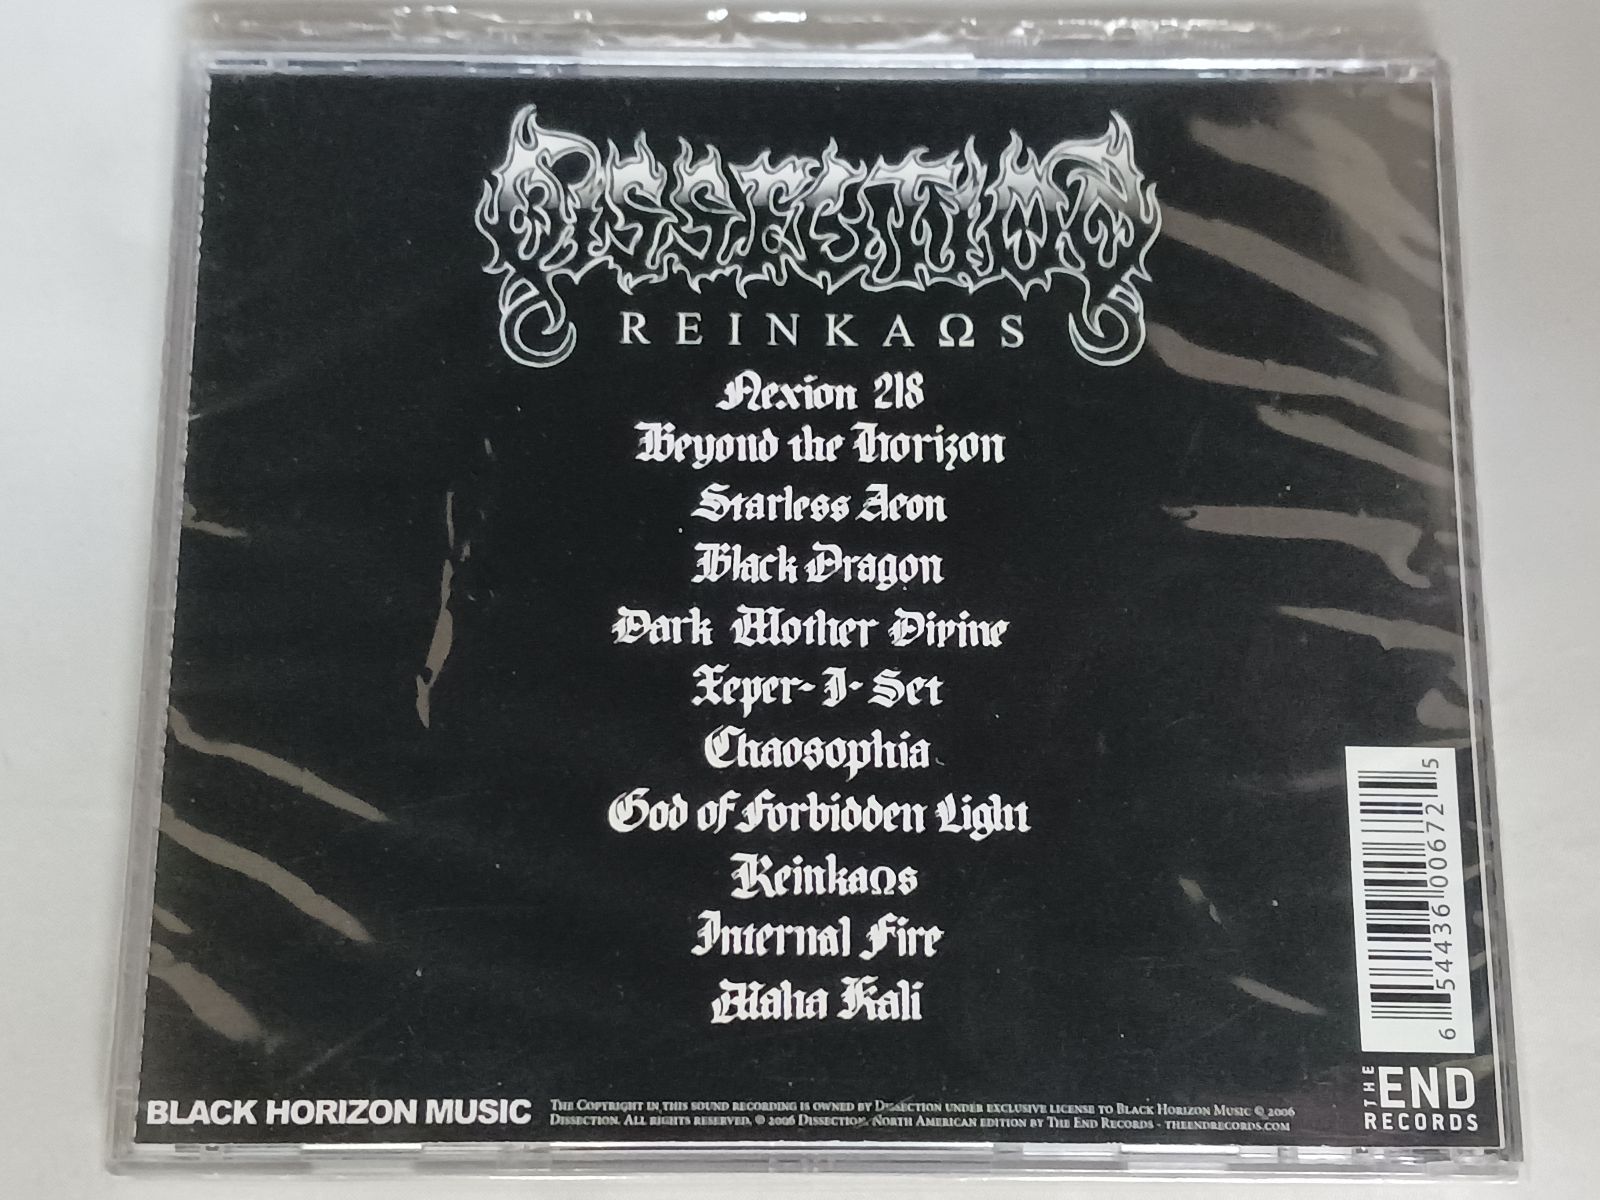 DISSECTION
REINKAΩS
Nexion 218
Beyond the Horizon
Starless Aeon
Black Dragon
Dark Mother Divine
Xeper-I-Set
Chaosophia
God of Forbidden Light
ReinkaΩs
Internal Fire
Maha Kali
6 54436 00672 5
BLACK HORIZON MUSIC
The Copyright in this sound recording is owned by Dissection under exclusive license to Black Horizon Music © 2006
Dissection. All rights reserved, ℗ 2006 Dissection. North American edition by The End Records - theendrecords.com
THE END
RECORDS